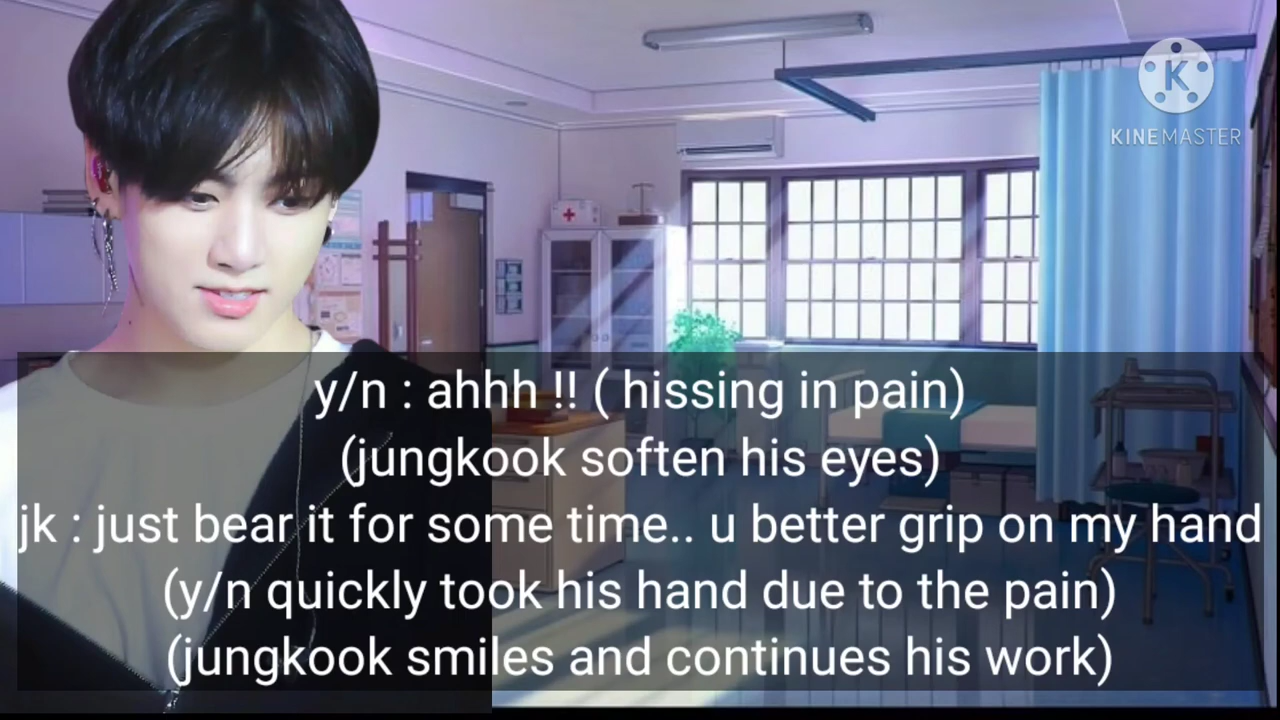 K
KINEMASTER
y/n : ahhh !! ( hissing in pain)
(jungkook soften his eyes)
jk : just bear it for some time.. u better grip on my hand
(y/n quickly took his hand due to the pain)
(jungkook smiles and continues his work)